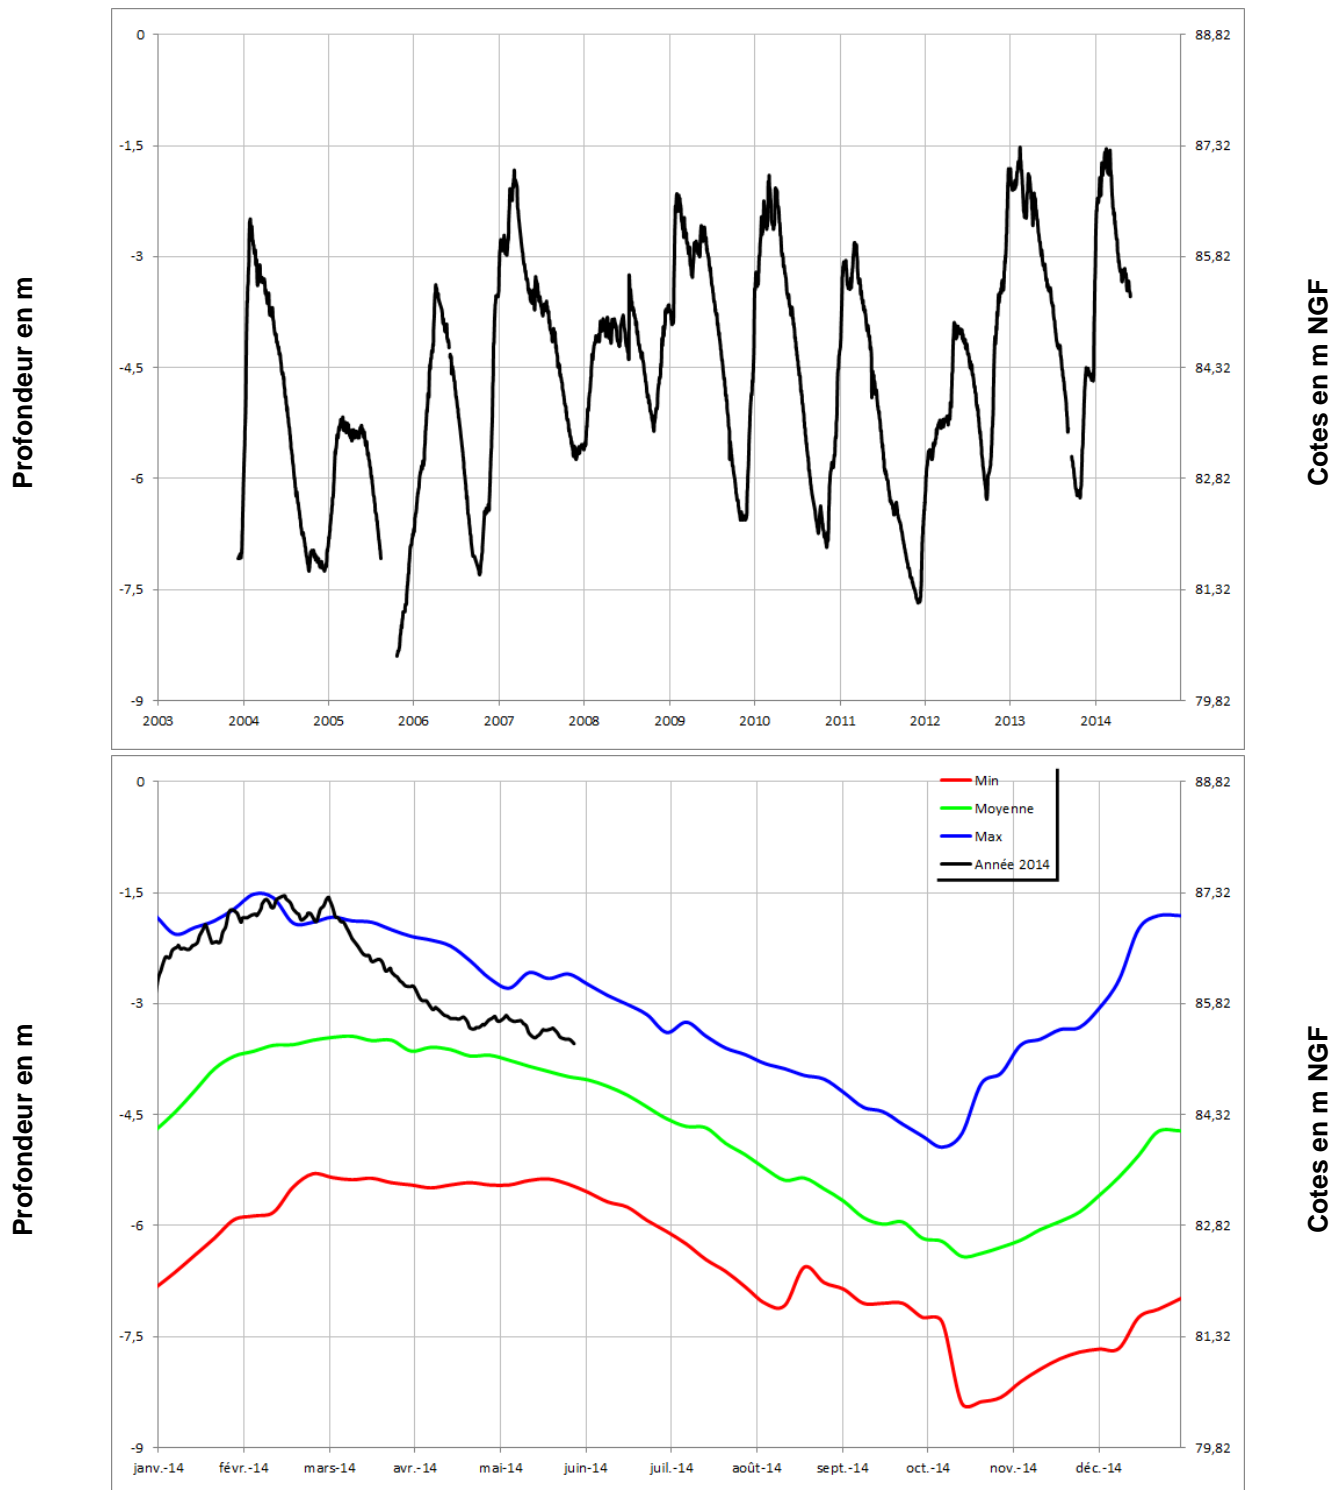 Profondeur en m
0
-1,5
-3
-4,5
-6
-7,5
-9
88,82
87,32
85,82
84,32
82,82
81,32
79,82
Cotes en m NGF
2003 2004 2005 2006 2007 2008 2009 2010 2011 2012 2013 2014
Profondeur en m
0
-1,5
-3
-4,5
-6
-7,5
-9
Min
Moyenne
Max
Année 2014
88,82
87,32
85,82
84,32
82,82
81,32
79,82
Cotes en m NGF
janv.-14 févr.-14 mars-14 avr.-14 mai-14 juin-14 juil.-14 août-14 sept.-14 oct.-14 nov.-14 déc.-14